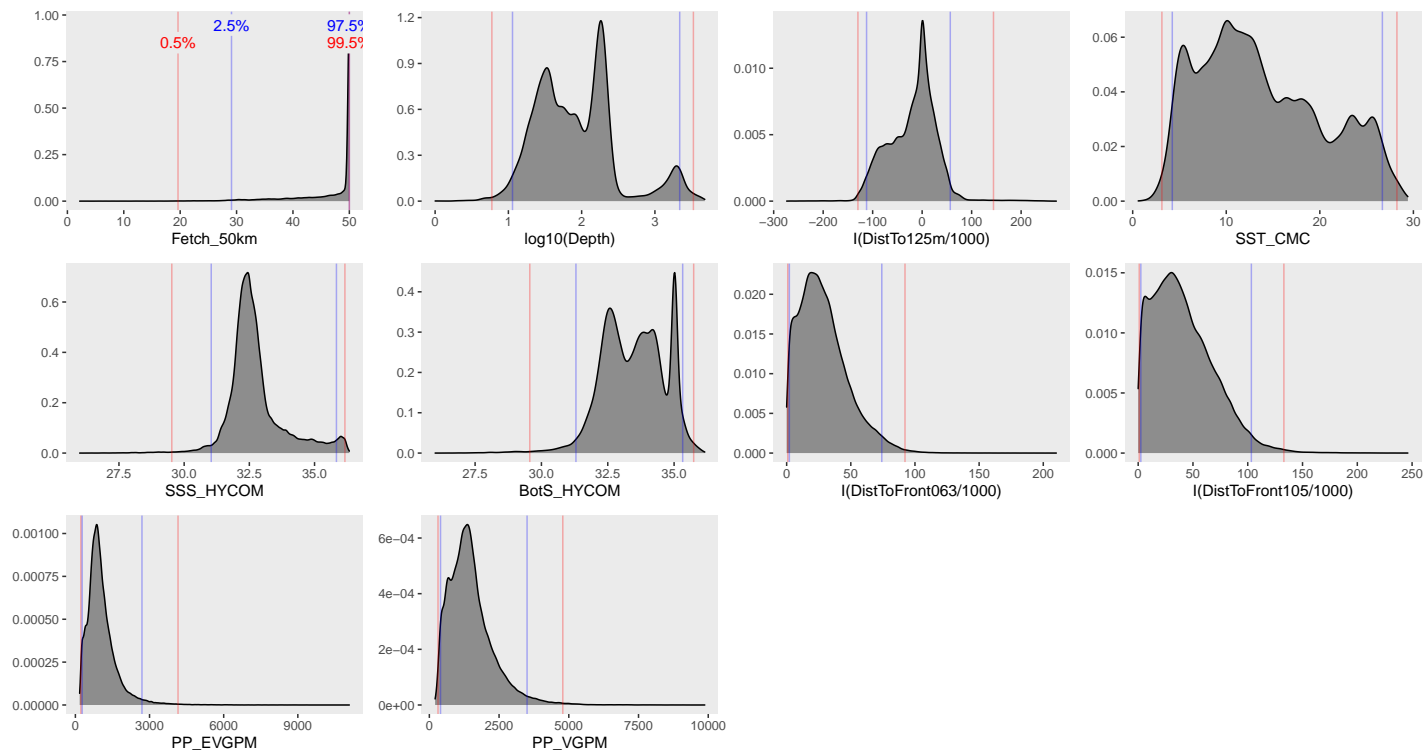 1.00
0.75
0.50
0.25
0.00
2.5%
97.5%
0.5%
99.5%
0 10 20 30 40 50
Fetch_50km
1.2
0.9
0.6
0.3
0.0
0 1 2 3
log10(Depth)
0.010
0.005
0.000
−300 −200 −100 0 100 200
I(DistTo125m/1000)
0.06
0.04
0.02
0.00
0 10 20 30
SST_CMC
0.6
0.4
0.2
0.0
27.5 30.0 32.5 35.0
SSS_HYCOM
0.4
0.3
0.2
0.1
0.0
27.5 30.0 32.5 35.0
BotS_HYCOM
0.020
0.015
0.010
0.005
0.000
0 50 100 150 200
I(DistToFront063/1000)
0.015
0.010
0.005
0.000
0 50 100 150 200 250
I(DistToFront105/1000)
0.00100
0.00075
0.00050
0.00025
0.00000
0 3000 6000 9000
PP_EVGPM
6e−04
4e−04
2e−04
0e+00
0 2500 5000 7500 10000
PP_VGPM